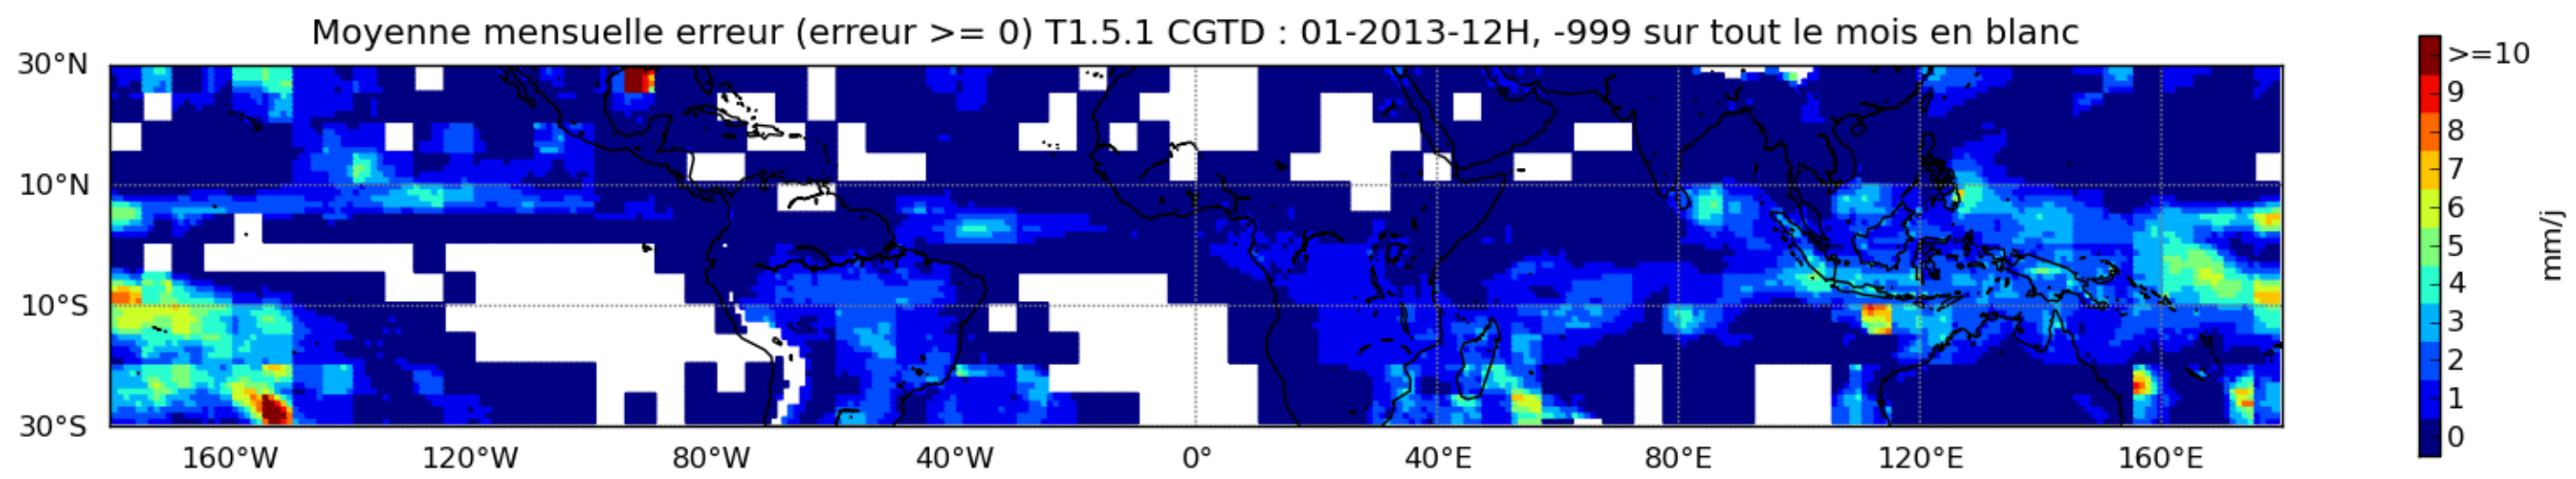 Moyenne mensuelle erreur (erreur >= 0) T1.5.1 CGTD : 01-2013-12H, -999 sur tout le mois en blanc
30°N
10°N
10°S
30°S
160°W 120°W 80°W 40°W 0° 40°E 80°E 120°E 160°E
>=10
9
8
7
6
5
4
3
2
1
0
mm/j